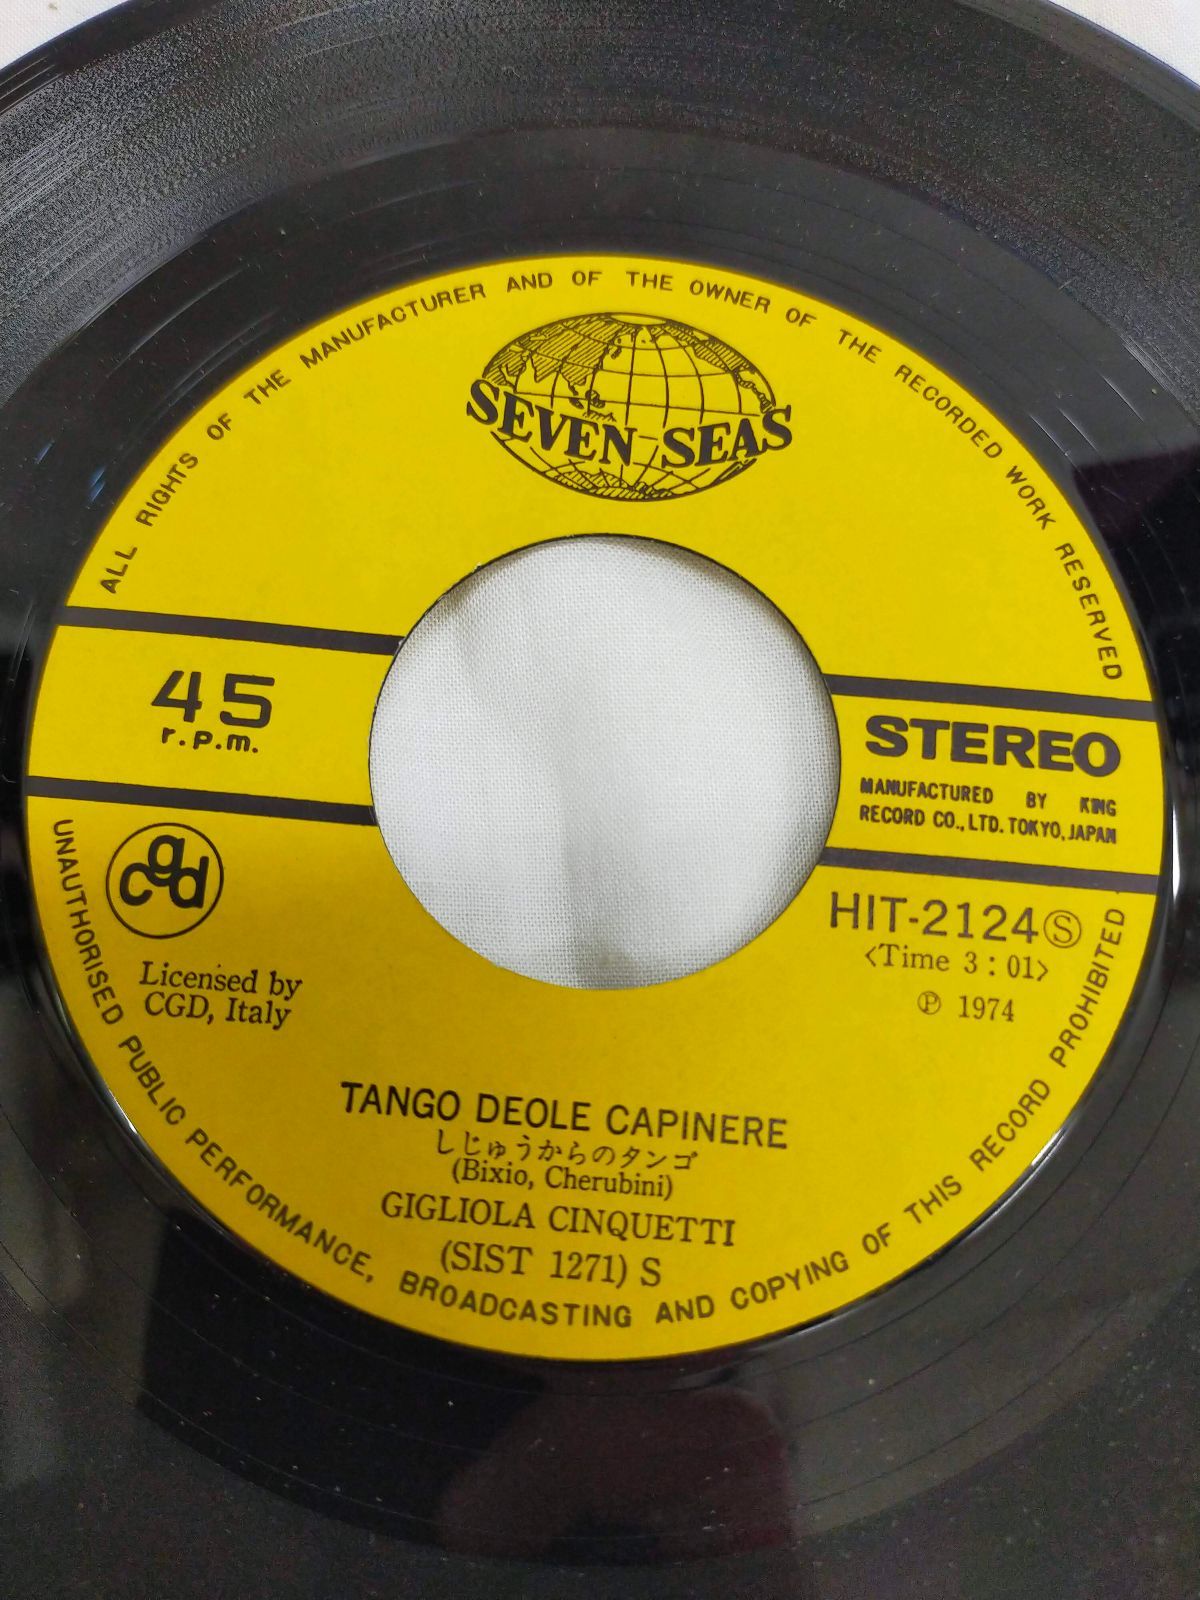 ALL RIGHTS OF THE MANUFACTURER AND OF THE OWNER OF THE RECORDED WORK RESERVED
SEVEN SEAS
45
r.p.m.
STEREO
MANUFACTURED BY KING
RECORD CO., LTD. TOKYO, JAPAN
cgd
Licensed by
CGD, Italy
HIT-2124Ⓢ
<Time 3:01>
Ⓟ 1974
TANGO DEOLE CAPINERE
しじゅうからのタンゴ
(Bixio, Cherubini)
GIGLIOLA CINQUETTI
(SIST 1271) S
UNAUTHORISED PUBLIC PERFORMANCE, BROADCASTING AND COPYING OF THIS RECORD PROHIBITED